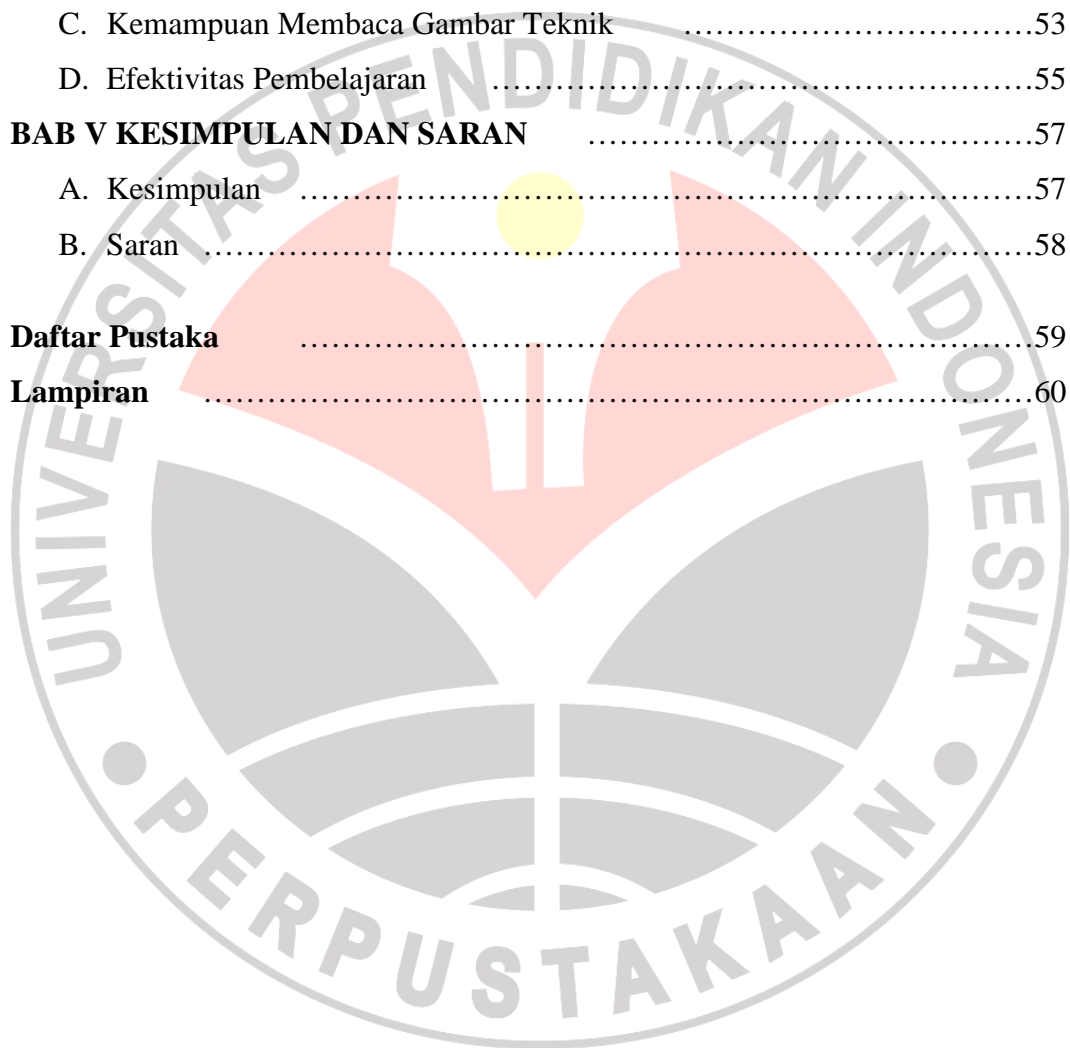 C. Kemampuan Membaca Gambar Teknik ……………………………53
D. Efektivitas Pembelajaran ……………………………………………55
BAB V KESIMPULAN DAN SARAN ……………………………………57
A. Kesimpulan ……………………………………………………………57
B. Saran ……………………………………………………………………58
Daftar Pustaka ……………………………………………………………59
Lampiran ……………………………………………………………………60
UNIVERSITAS PENDIDIKAN INDONESIA
PERPUSTAKAAN